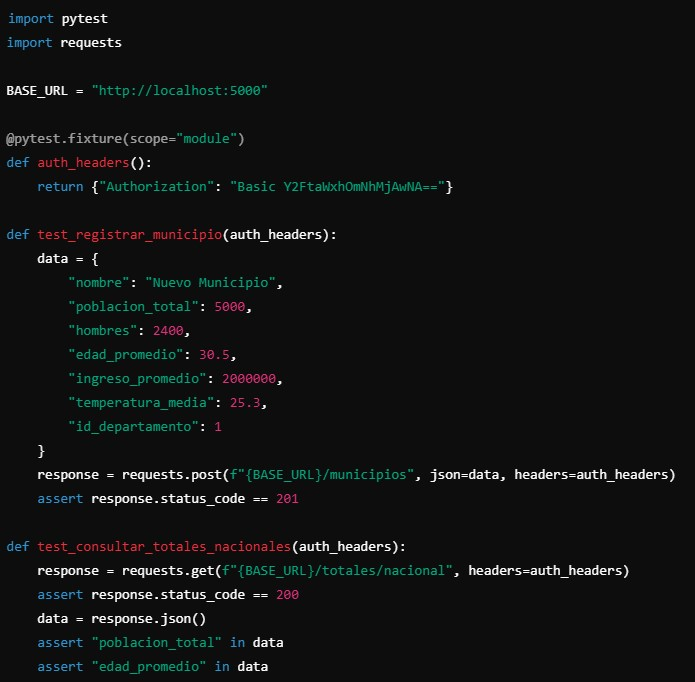 import pytest
import requests
BASE_URL = "http://localhost:5000"
@pytest.fixture(scope="module")
def auth_headers():
    return {"Authorization": "Basic Y2FtaWxhOmNhMjAwNA=="}
def test_registrar_municipio(auth_headers):
    data = {
        "nombre": "Nuevo Municipio",
        "poblacion_total": 5000,
        "hombres": 2400,
        "edad_promedio": 30.5,
        "ingreso_promedio": 2000000,
        "temperatura_media": 25.3,
        "id_departamento": 1
    }
    response = requests.post(f"{BASE_URL}/municipios", json=data, headers=auth_headers)
    assert response.status_code == 201
def test_consultar_totales_nacionales(auth_headers):
    response = requests.get(f"{BASE_URL}/totales/nacional", headers=auth_headers)
    assert response.status_code == 200
    data = response.json()
    assert "poblacion_total" in data
    assert "edad_promedio" in data